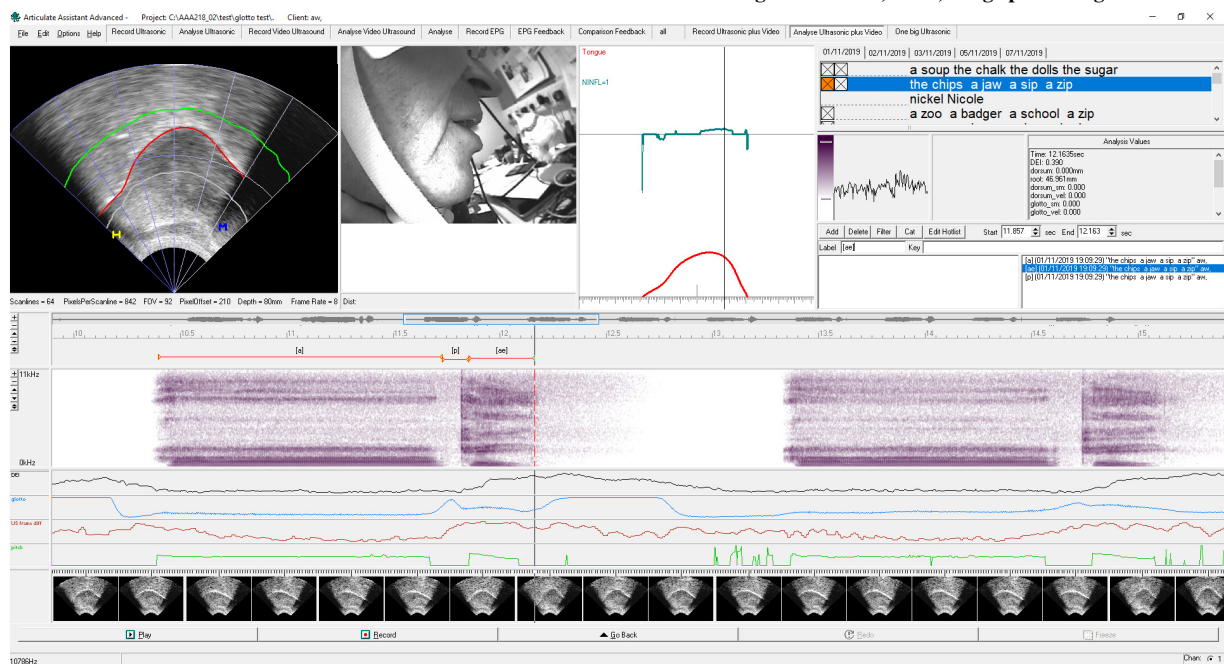 Articulate Assistant Advanced - Project: C:\AAA218_02\test\glotto test\.. Client: aw,
File Edit Options Help Record Ultrasonic Analyse Ultrasonic Record Video Ultrasound Analyse Video Ultrasound Analyse Record EPG EPG Feedback Comparison Feedback all Record Ultrasonic plus Video Analyse Ultrasonic plus Video One big Ultrasonic
Tongue
NINFL=1
01/11/2019 02/11/2019 03/11/2019 05/11/2019 07/11/2019
a soup the chalk the dolls the sugar
the chips a jaw a sip a zip
nickel Nicole
a zoo a badger a school a zip
Analysis Values
Time: 12.1635sec
DEI: 0.390
dorsum: 0.000mm
root: 46.961mm
dorsum_sm: 0.000
dorsum_vel: 0.000
glotto_sm: 0.000
glotto_vel: 0.000
H M
Add Delete Filter Cat Edit Hotlist Start 11.857 sec End 12.163 sec
Label [ae] Key
[a] (01/11/2019 19:09:29) "the chips a jaw a sip a zip" aw,
[ae] (01/11/2019 19:09:29) "the chips a jaw a sip a zip" aw,
[p] (01/11/2019 19:09:29) "the chips a jaw a sip a zip" aw,
Scanlines = 64 PixelsPerScanline = 842 FOV = 92 PixelOffset = 210 Depth = 80mm Frame Rate = 8 Dist:
10 10.5 11 11.5 12 12.5 13 13.5 14 14.5 15
[a] [p] [ae]
11kHz
0kHz
DEI
glotto
US trans diff
pitch
Play Record Go Back Redo Freeze
10786Hz Chan: 1